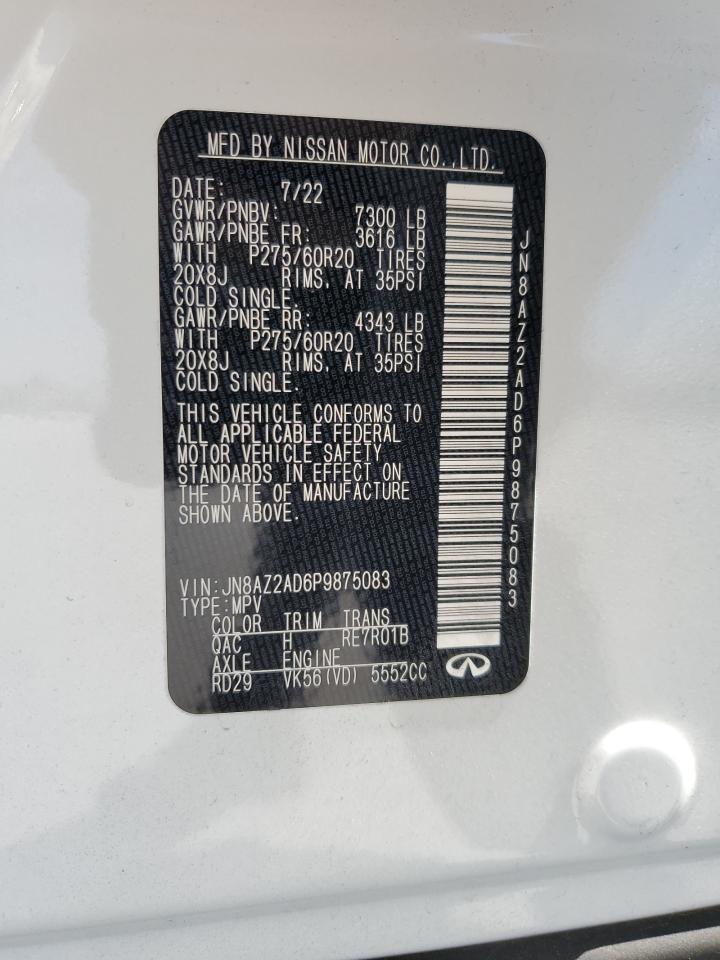 MFD BY NISSAN MOTOR CO.,LTD.
DATE: 7/22
GVWR/PNBV: 7300 LB
GAWR/PNBE FR: 3616 LB
WITH P275/60R20 TIRES
20X8J RIMS, AT 35PSI
COLD SINGLE.
GAWR/PNBE RR: 4343 LB
WITH P275/60R20 TIRES
20X8J RIMS, AT 35PSI
COLD SINGLE.
THIS VEHICLE CONFORMS TO
ALL APPLICABLE FEDERAL
MOTOR VEHICLE SAFETY
STANDARDS IN EFFECT ON
THE DATE OF MANUFACTURE
SHOWN ABOVE.
VIN:JN8AZ2AD6P9875083
TYPE:MPV
COLOR TRIM TRANS
QAC H RE7R01B
AXLE ENGINE
RD29 VK56(VD) 5552CC
JN8AZ2AD6P9875083